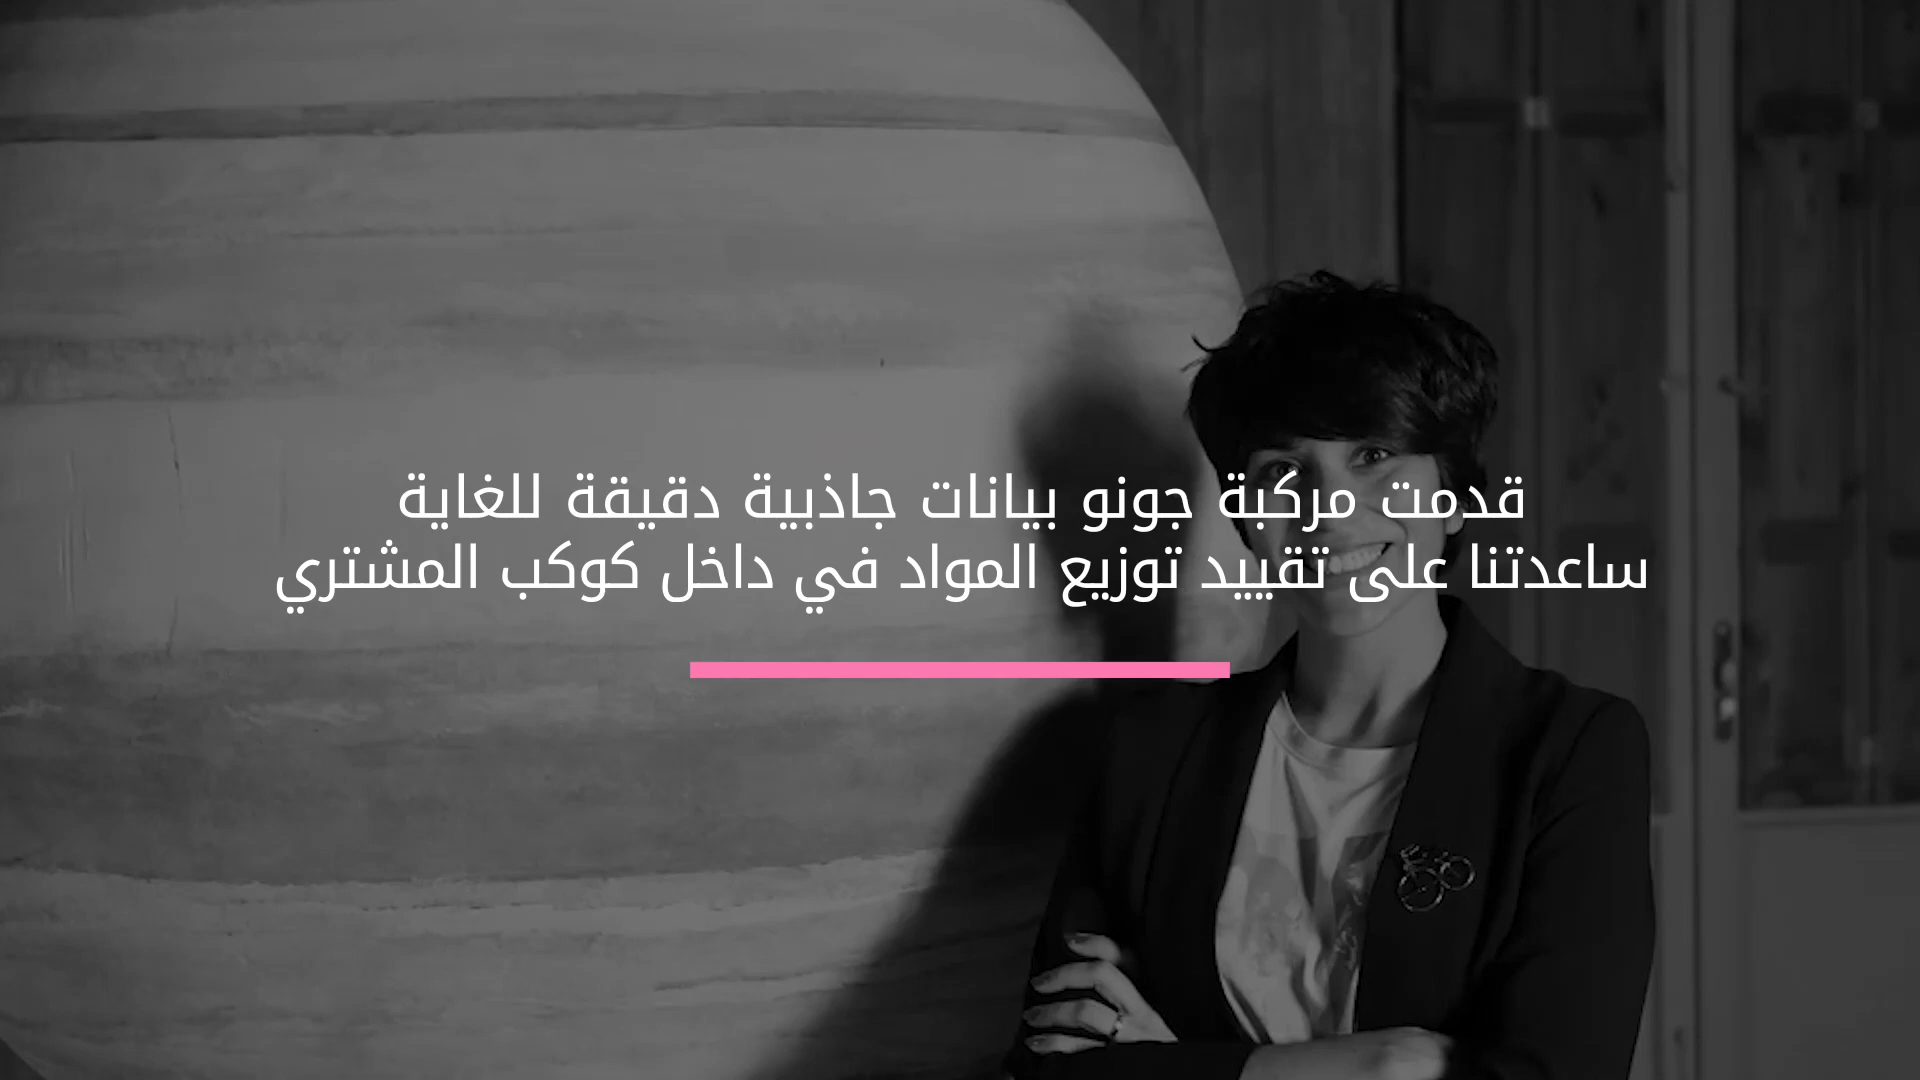 قدمت مركبة جونو بيانات جاذبية دقيقة للغاية
ساعدتنا على تقييد توزيع المواد في داخل كوكب المشتري